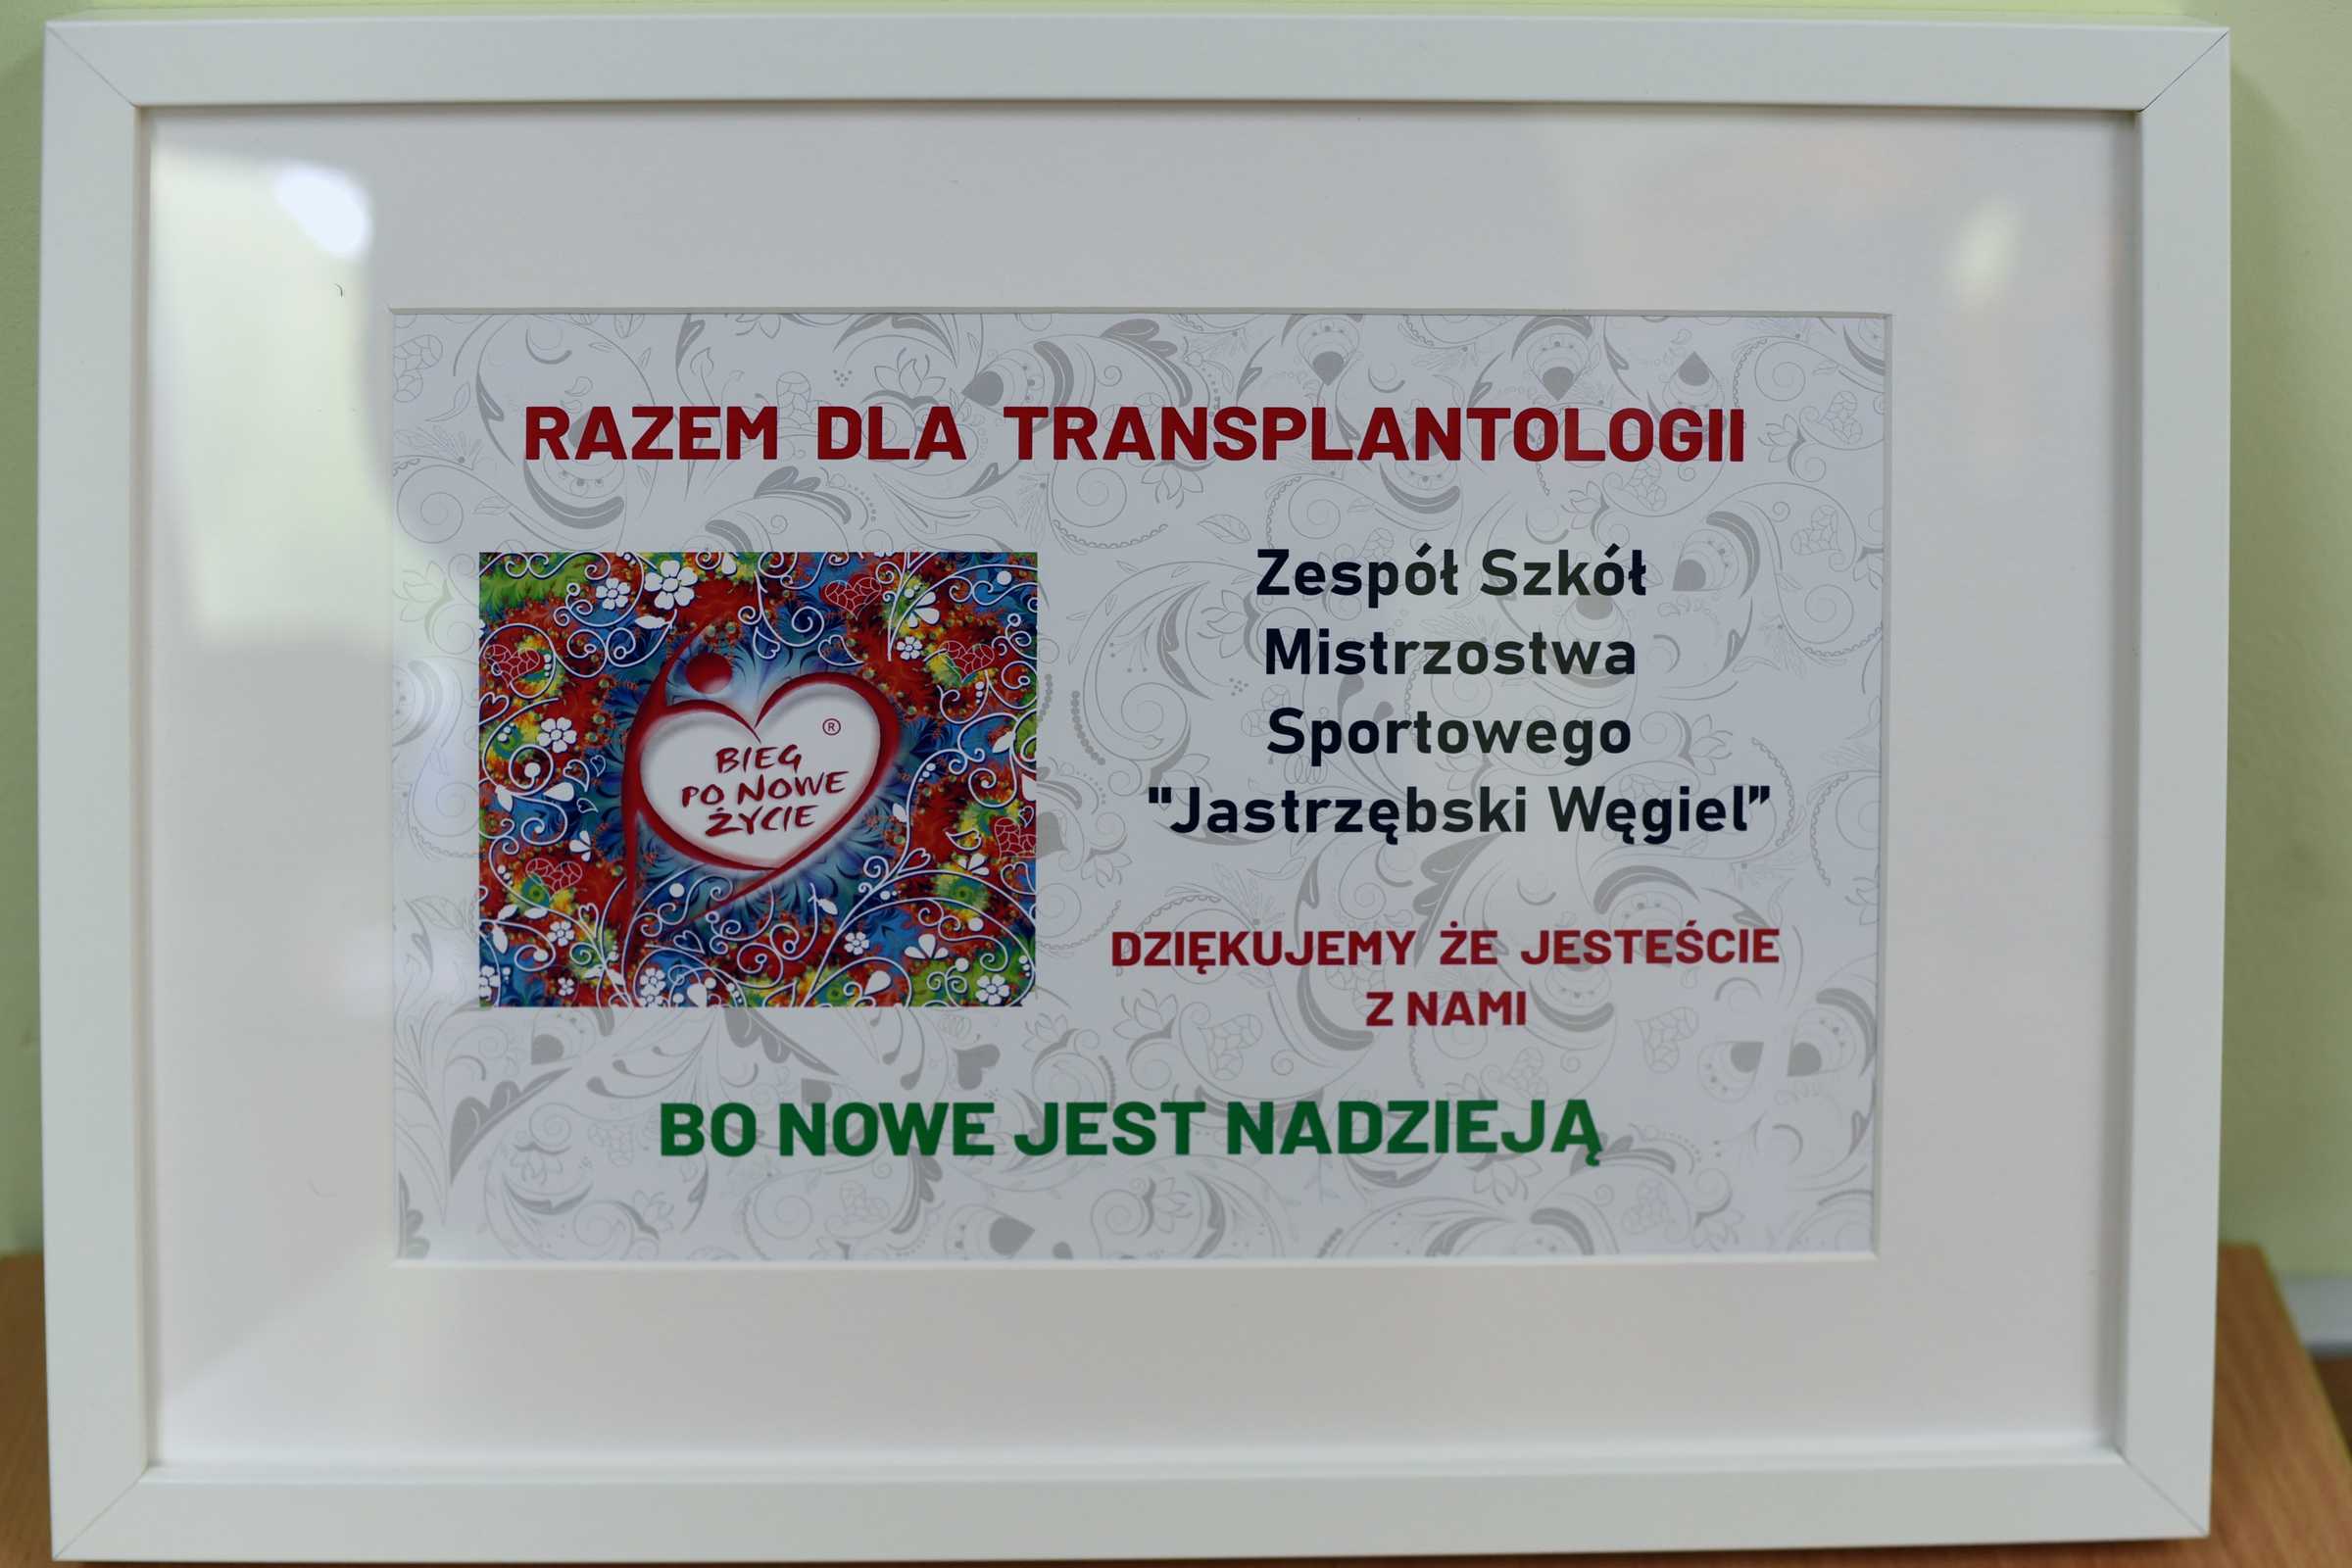 RAZEM DLA TRANSPLANTOLOGII
BIEG ®
PO NOWE
ŻYCIE
Zespół Szkół
Mistrzostwa
Sportowego
"Jastrzębski Węgiel”
DZIĘKUJEMY ŻE JESTEŚCIE
Z NAMI
BO NOWE JEST NADZIEJĄ